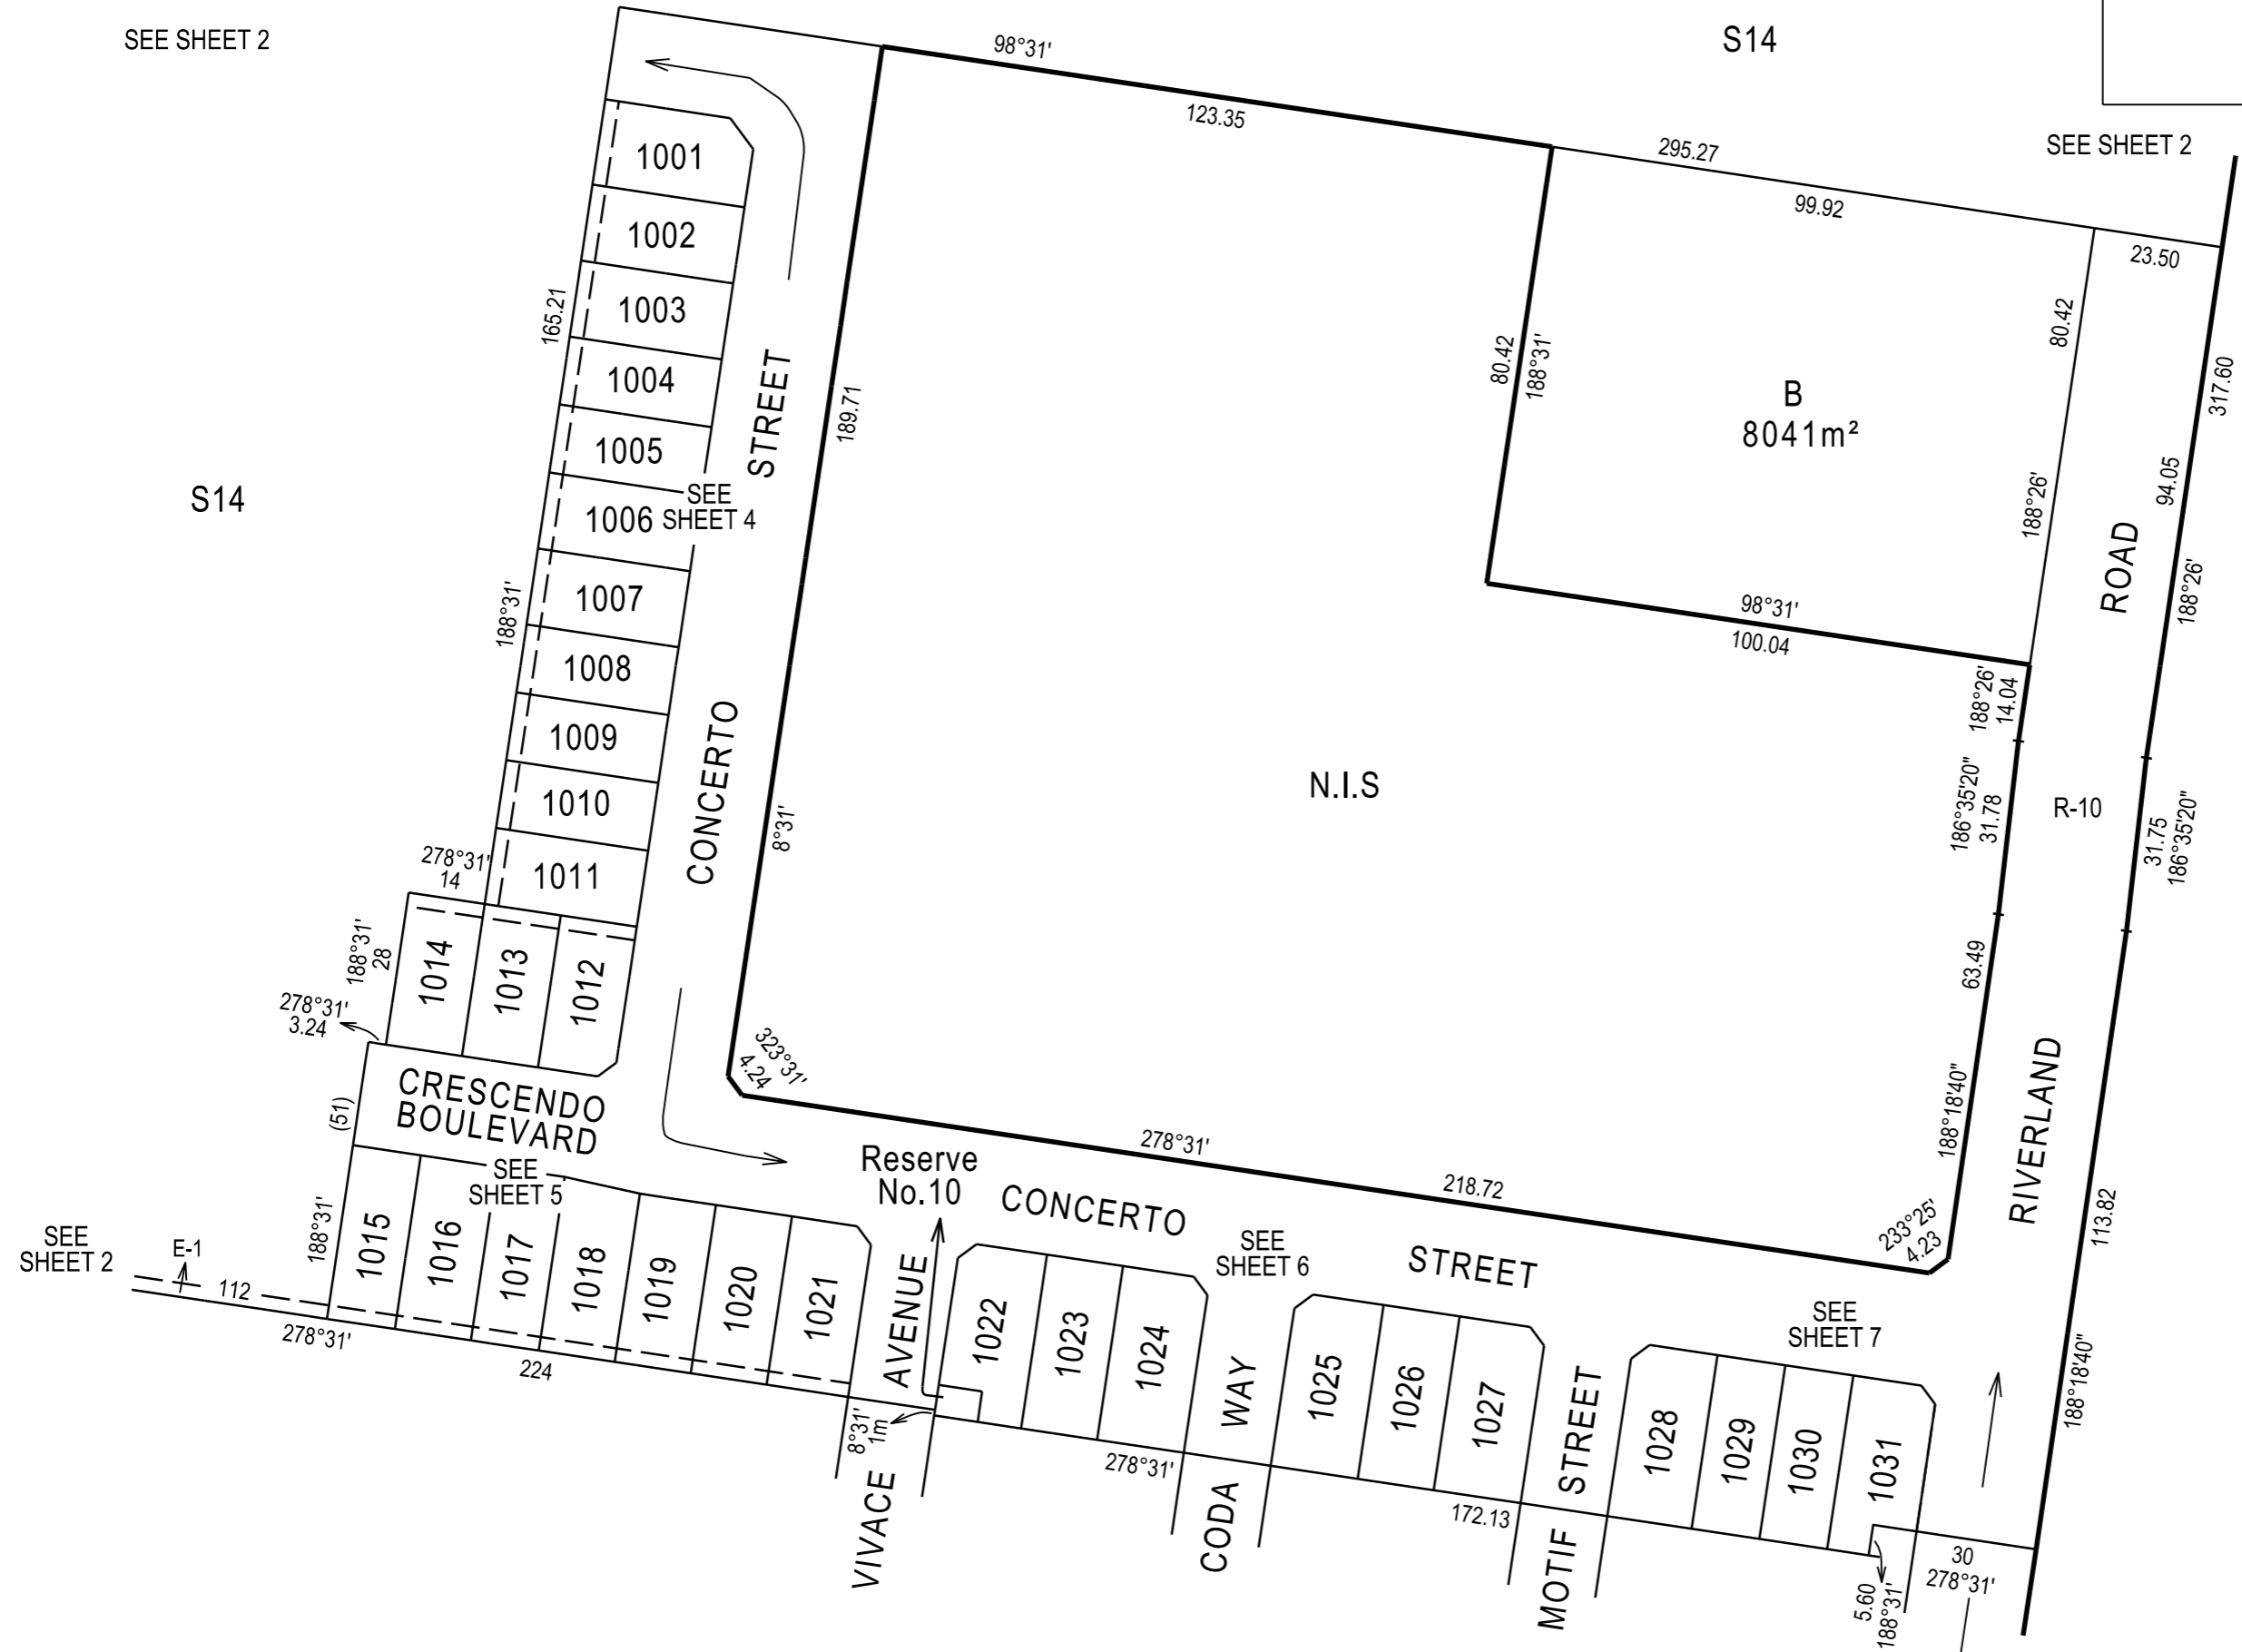 SEE SHEET 2
S14
98°31'
123.35
295.27
SEE SHEET 2
99.92
23.50
1001
1002
1003
1004
1005
1006
1007
1008
1009
1010
1011
165.21
188°31'
SEE
SHEET 4
S14
STREET
CONCERTO
189.71
8°31'
80.42
188°31'
B
8041m²
80.42
188°26'
317.60
94.05
188°26'
ROAD
98°31'
100.04
188°26'
14.04
186°35'20"
31.78
R-10
31.75
186°35'20"
N.I.S
278°31'
14
188°31'
28
1014
1013
1012
278°31'
3.24
323°31'
4.24
63.49
188°18'40"
RIVERLAND
CRESCENDO
BOULEVARD
(51)
278°31'
218.72
233°25'
4.23
113.82
188°18'40"
SEE
SHEET 5
Reserve
No.10
CONCERTO
STREET
SEE
SHEET 6
SEE
SHEET 7
SEE
SHEET 2
E-1
112
188°31'
278°31'
224
1015
1016
1017
1018
1019
1020
1021
AVENUE
VIVACE
8°31'
1m
1022
1023
1024
278°31'
WAY
CODA
1025
1026
1027
172.13
STREET
MOTIF
1028
1029
1030
1031
5.60
188°31'
30
278°31'